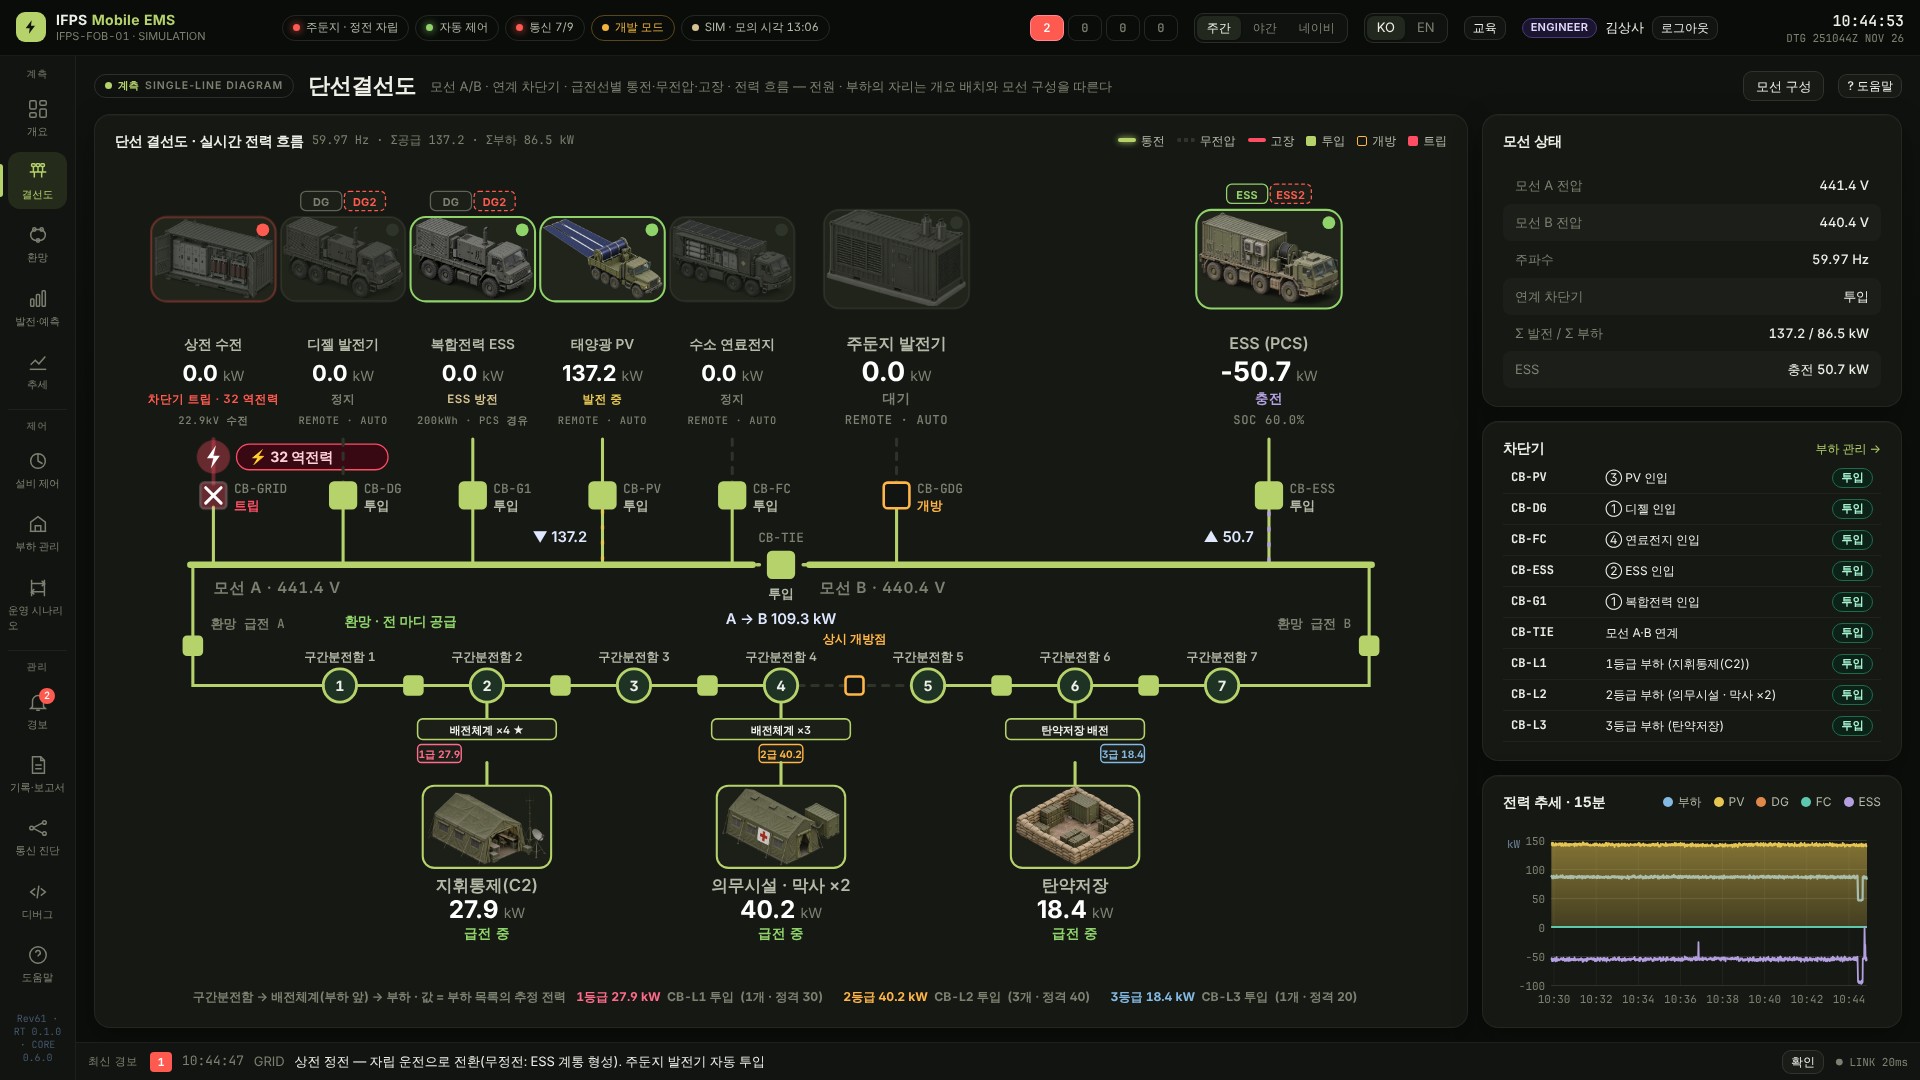 IFPS Mobile EMS
IFPS-FOB-01 · SIMULATION
주둔지 · 정전 자립
자동 제어
통신 7/9
개발 모드
SIM · 모의 시각 13:06
2 0 0 0
주간 야간 네이비
KO EN
교육
ENGINEER 김상사 로그아웃
10:44:53
DTG 251044Z NOV 26
계측
개요
결선도
환망
발전·예측
추세
제어
설비 제어
부하 관리
운영 시나리오
관리
2
경보
기록·보고서
통신 진단
디버그
도움말
Rev61 ·
RT 0.1.0
· CORE
0.6.0
계측 SINGLE-LINE DIAGRAM
단선결선도
모선 A/B · 연계 차단기 · 급전선별 통전·무전압·고장 · 전력 흐름 — 전원 · 부하의 자리는 개요 배치와 모선 구성을 따른다
모선 구성
? 도움말
단선 결선도 · 실시간 전력 흐름 59.97 Hz · Σ공급 137.2 · Σ부하 86.5 kW
통전 무전압 고장 투입 개방 트립
DG DG2 DG DG2 ESS ESS2
상전 수전 디젤 발전기 복합전력 ESS 태양광 PV 수소 연료전지 주둔지 발전기 ESS (PCS)
0.0 kW 0.0 kW 0.0 kW 137.2 kW 0.0 kW 0.0 kW -50.7 kW
차단기 트립 · 32 역전력 정지 ESS 방전 발전 중 정지 대기 충전
22.9kV 수전 REMOTE · AUTO 200kWh · PCS 경유 REMOTE · AUTO REMOTE · AUTO REMOTE · AUTO SOC 60.0%
⚡ 32 역전력
CB-GRID CB-DG CB-G1 CB-PV CB-FC CB-GDG CB-ESS
트립 투입 투입 투입 투입 개방 투입
▼ 137.2 CB-TIE ▲ 50.7
모선 A · 441.4 V 투입 모선 B · 440.4 V
환망 급전 A 환망 · 전 마디 공급 A → B 109.3 kW 환망 급전 B
상시 개방점
구간분전함 1 구간분전함 2 구간분전함 3 구간분전함 4 구간분전함 5 구간분전함 6 구간분전함 7
1 2 3 4 5 6 7
배전체계 ×4 ★ 배전체계 ×3 탄약저장 배전
1급 27.9 2급 40.2 3급 18.4
지휘통제(C2) 의무시설 · 막사 ×2 탄약저장
27.9 kW 40.2 kW 18.4 kW
급전 중 급전 중 급전 중
구간분전함 → 배전체계(부하 앞) → 부하 · 값 = 부하 목록의 추정 전력 1등급 27.9 kW CB-L1 투입 (1개 · 정격 30) 2등급 40.2 kW CB-L2 투입 (3개 · 정격 40) 3등급 18.4 kW CB-L3 투입 (1개 · 정격 20)
모선 상태
모선 A 전압 441.4 V
모선 B 전압 440.4 V
주파수 59.97 Hz
연계 차단기 투입
Σ 발전 / Σ 부하 137.2 / 86.5 kW
ESS 충전 50.7 kW
차단기 부하 관리 →
CB-PV ③ PV 인입 투입
CB-DG ① 디젤 인입 투입
CB-FC ④ 연료전지 인입 투입
CB-ESS ② ESS 인입 투입
CB-G1 ① 복합전력 인입 투입
CB-TIE 모선 A·B 연계 투입
CB-L1 1등급 부하 (지휘통제(C2)) 투입
CB-L2 2등급 부하 (의무시설 · 막사 ×2) 투입
CB-L3 3등급 부하 (탄약저장) 투입
전력 추세 · 15분 부하 PV DG FC ESS
kW 150
100
50
0
-50
-100
10:30 10:32 10:34 10:36 10:38 10:40 10:42 10:44
최신 경보 1 10:44:47 GRID 상전 정전 — 자립 운전으로 전환(무정전: ESS 계통 형성). 주둔지 발전기 자동 투입 확인 LINK 20ms